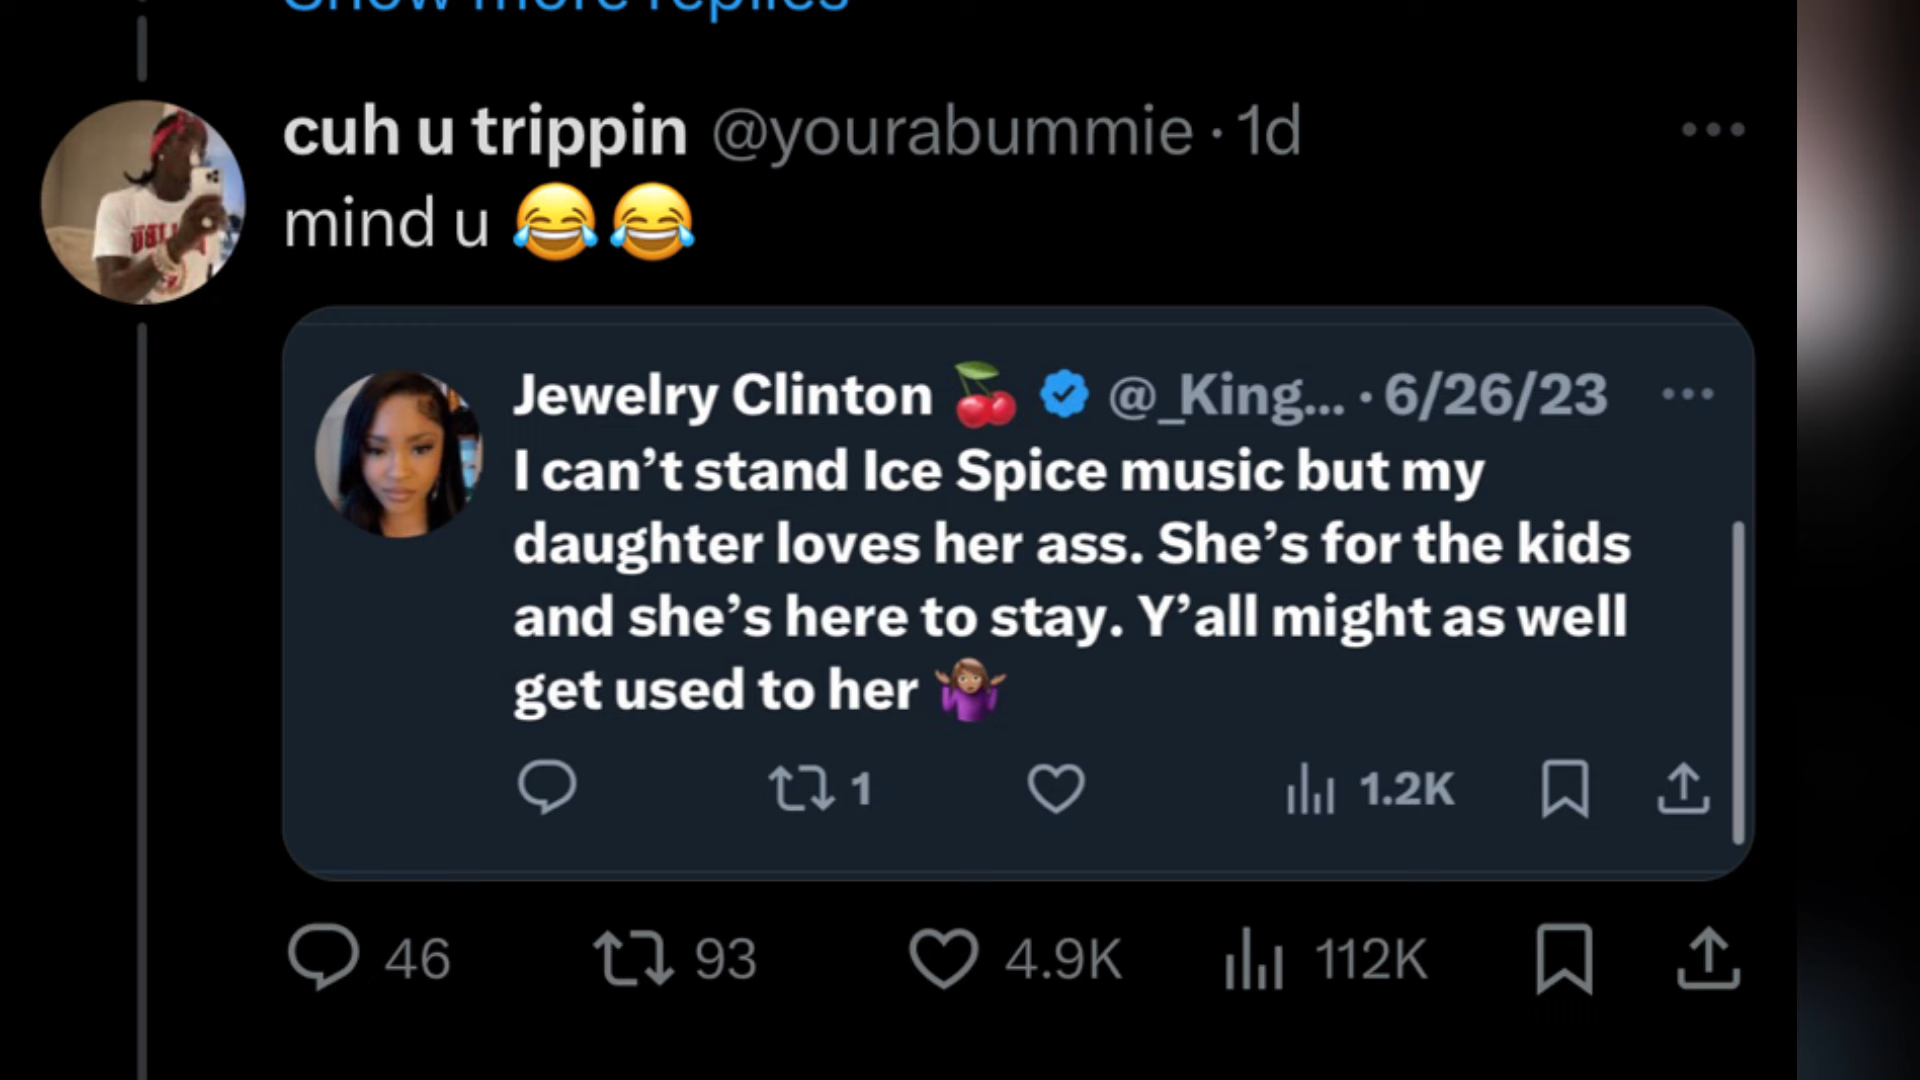 Show more replies
cuh u trippin @yourabummie · 1d
mind u 😂😂
Jewelry Clinton 🍒 @_King... · 6/26/23
I can’t stand Ice Spice music but my
daughter loves her ass. She’s for the kids
and she’s here to stay. Y’all might as well
get used to her 🤷🏽‍♀️
1 1.2K
46 93 4.9K 112K